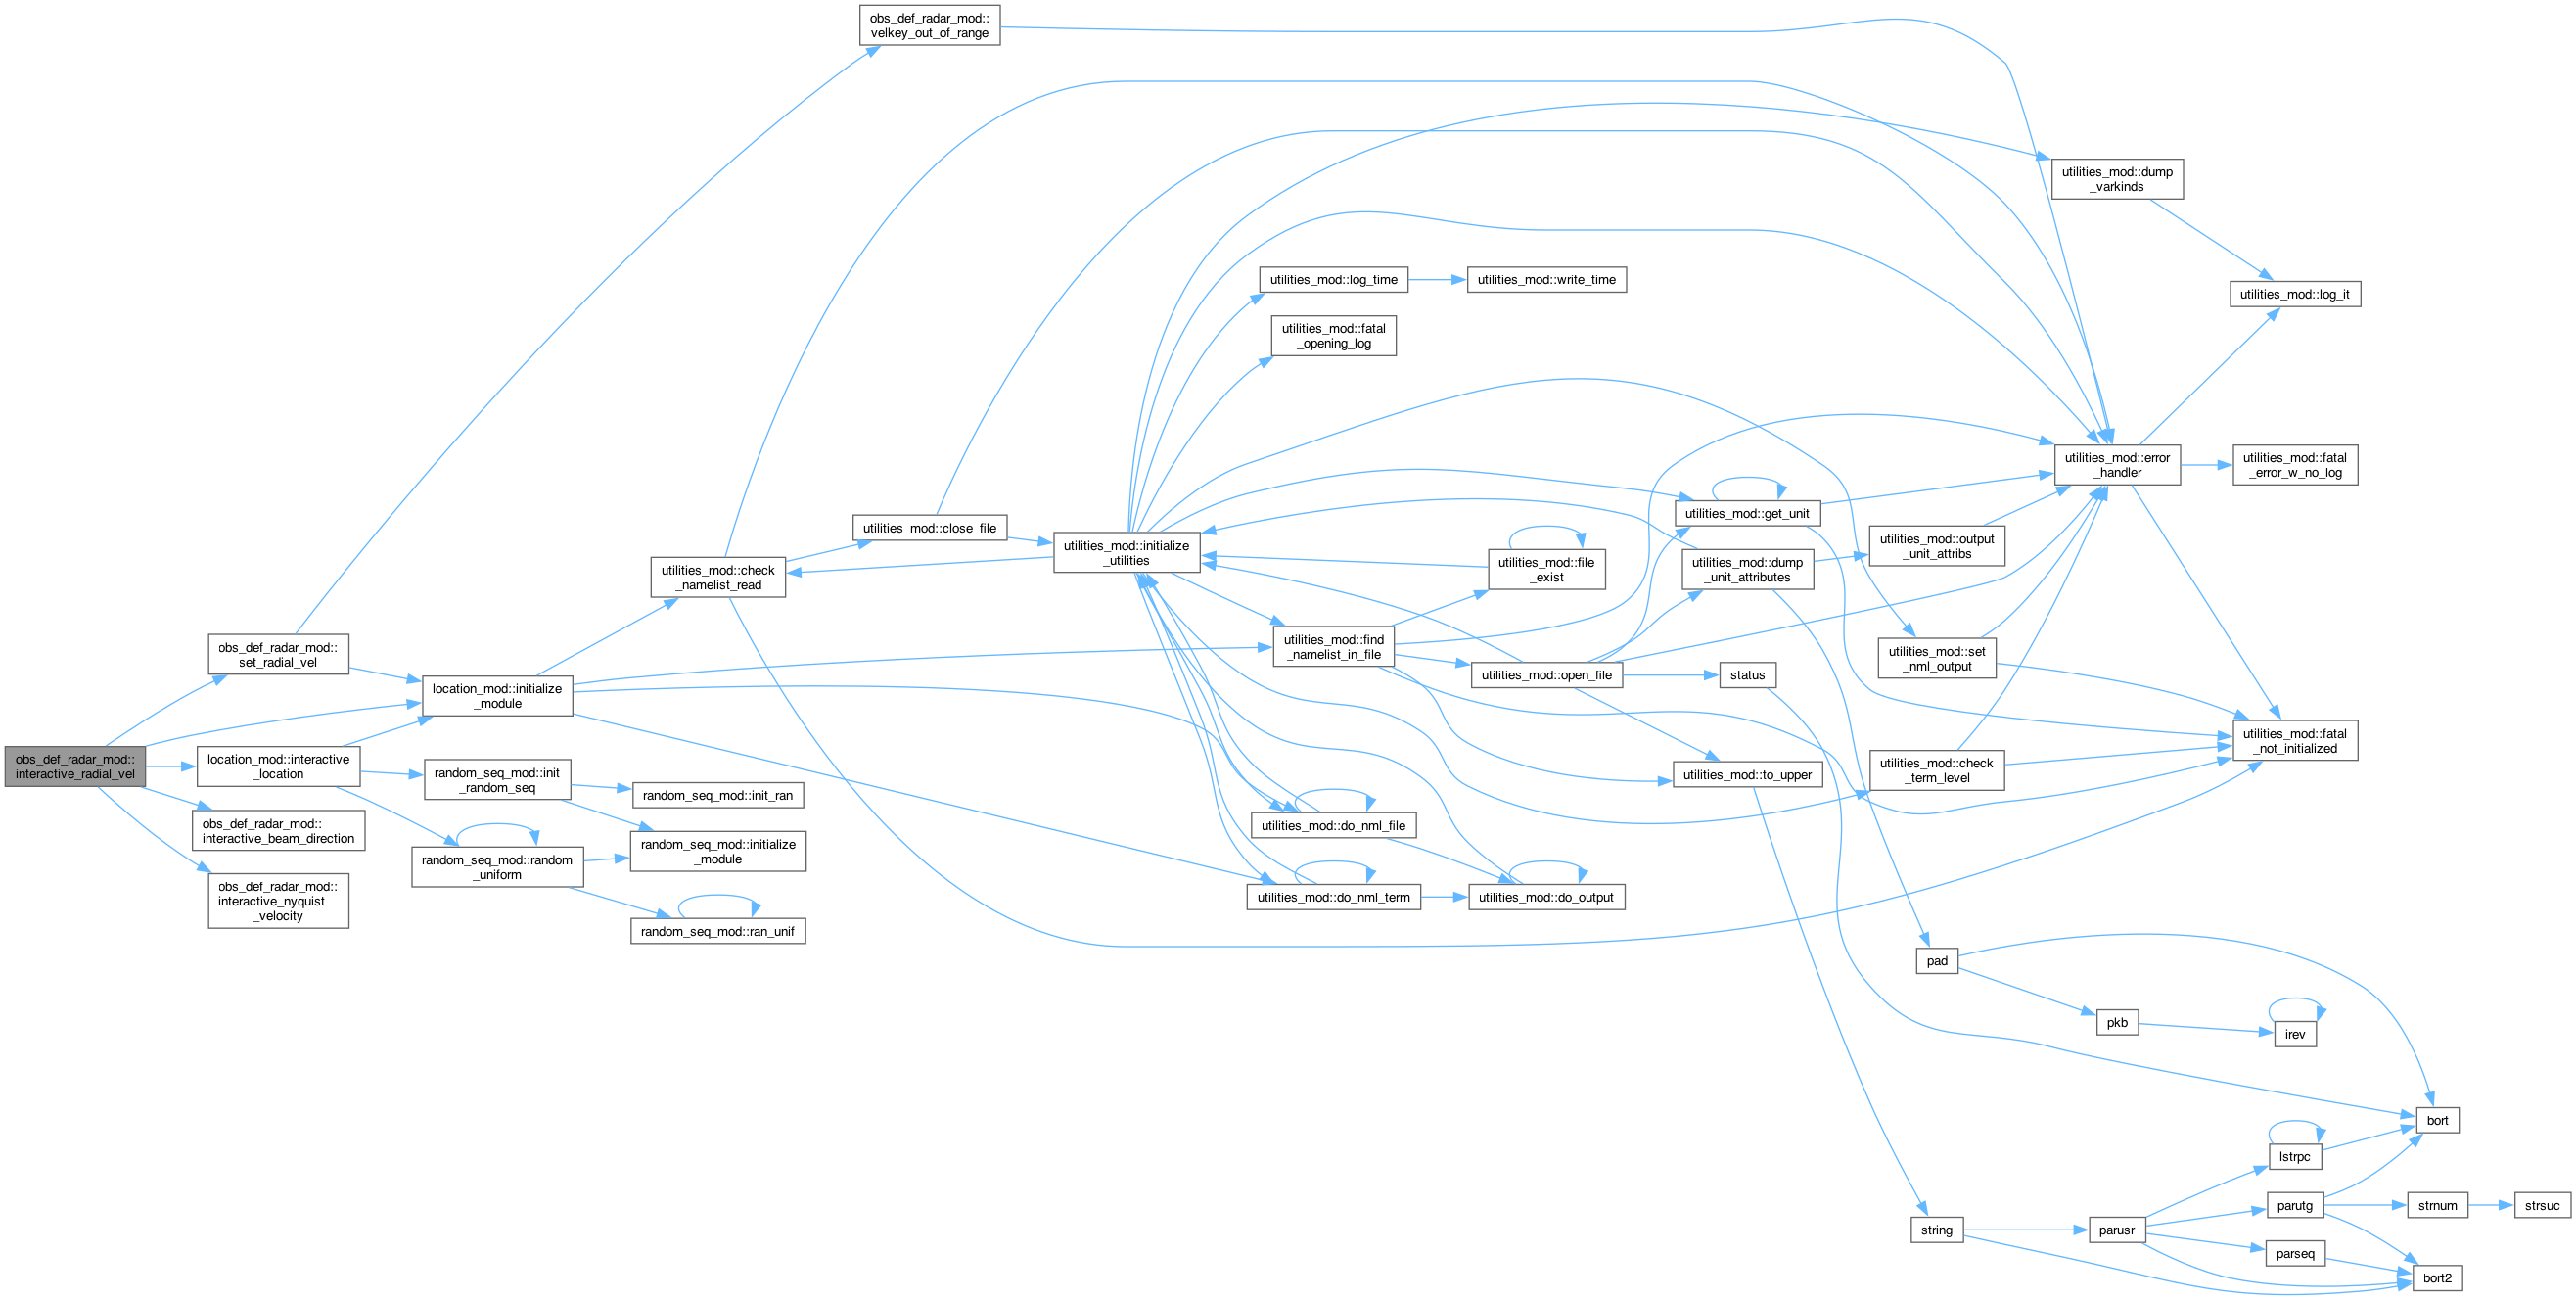 obs_def_radar_mod::
interactive_radial_vel
obs_def_radar_mod::
set_radial_vel
location_mod::interactive
_location
obs_def_radar_mod::
interactive_beam_direction
obs_def_radar_mod::
interactive_nyquist
_velocity
location_mod::initialize
_module
random_seq_mod::init
_random_seq
random_seq_mod::random
_uniform
utilities_mod::check
_namelist_read
random_seq_mod::init_ran
random_seq_mod::initialize
_module
random_seq_mod::ran_unif
obs_def_radar_mod::
velkey_out_of_range
utilities_mod::close_file
utilities_mod::initialize
_utilities
utilities_mod::log_time
utilities_mod::fatal
_opening_log
utilities_mod::find
_namelist_in_file
utilities_mod::do_nml_file
utilities_mod::do_nml_term
utilities_mod::write_time
utilities_mod::file
_exist
utilities_mod::open_file
utilities_mod::do_output
utilities_mod::get_unit
utilities_mod::dump
_unit_attributes
status
utilities_mod::to_upper
utilities_mod::output
_unit_attribs
utilities_mod::set
_nml_output
utilities_mod::check
_term_level
pad
string
utilities_mod::dump
_varkinds
utilities_mod::error
_handler
pkb
parusr
utilities_mod::log_it
utilities_mod::fatal
_error_w_no_log
utilities_mod::fatal
_not_initialized
irev
lstrpc
parutg
parseq
bort
strnum
bort2
strsuc